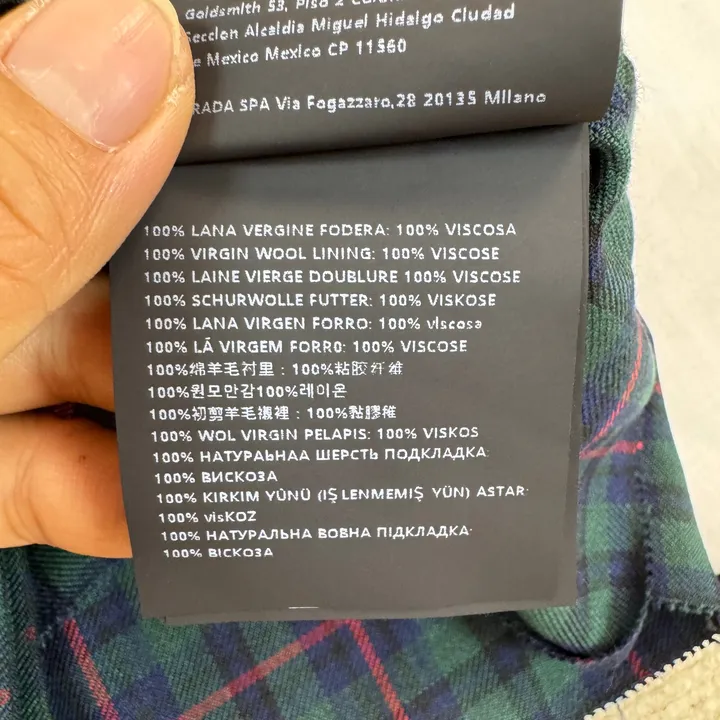 Goldsmith 53, Piso 2
Seccion Alcaldia Miguel Hidalgo Ciudad
e Mexico Mexico CP 11560
RADA SPA Via Fogazzaro,28 20135 Milano
100% LANA VERGINE FODERA: 100% VISCOSA
100% VIRGIN WOOL LINING: 100% VISCOSE
100% LAINE VIERGE DOUBLURE 100% VISCOSE
100% SCHURWOLLE FUTTER: 100% VISKOSE
100% LANA VIRGEN FORRO: 100% viscosa
100% LÃ VIRGEM FORRO: 100% VISCOSE
100%绵羊毛衬里：100%粘胶纤维
100%원모안감100%레이온
100%初剪羊毛襯裡：100%黏膠
100% WOL VIRGIN PELAPIS: 100% VISKOS
100% НАТУРАЬНАА ШЕРСТЬ ПОДКЛАДКА:
100% ВИСКОЗА
100% KIRKIM YÜNÜ (IŞLENMEMIŞ YÜN) ASTAR:
100% visKOZ
100% НАТУРАЛЬНА ВОВНА ПІДКЛАДКА:
100% ВІСКОЗА